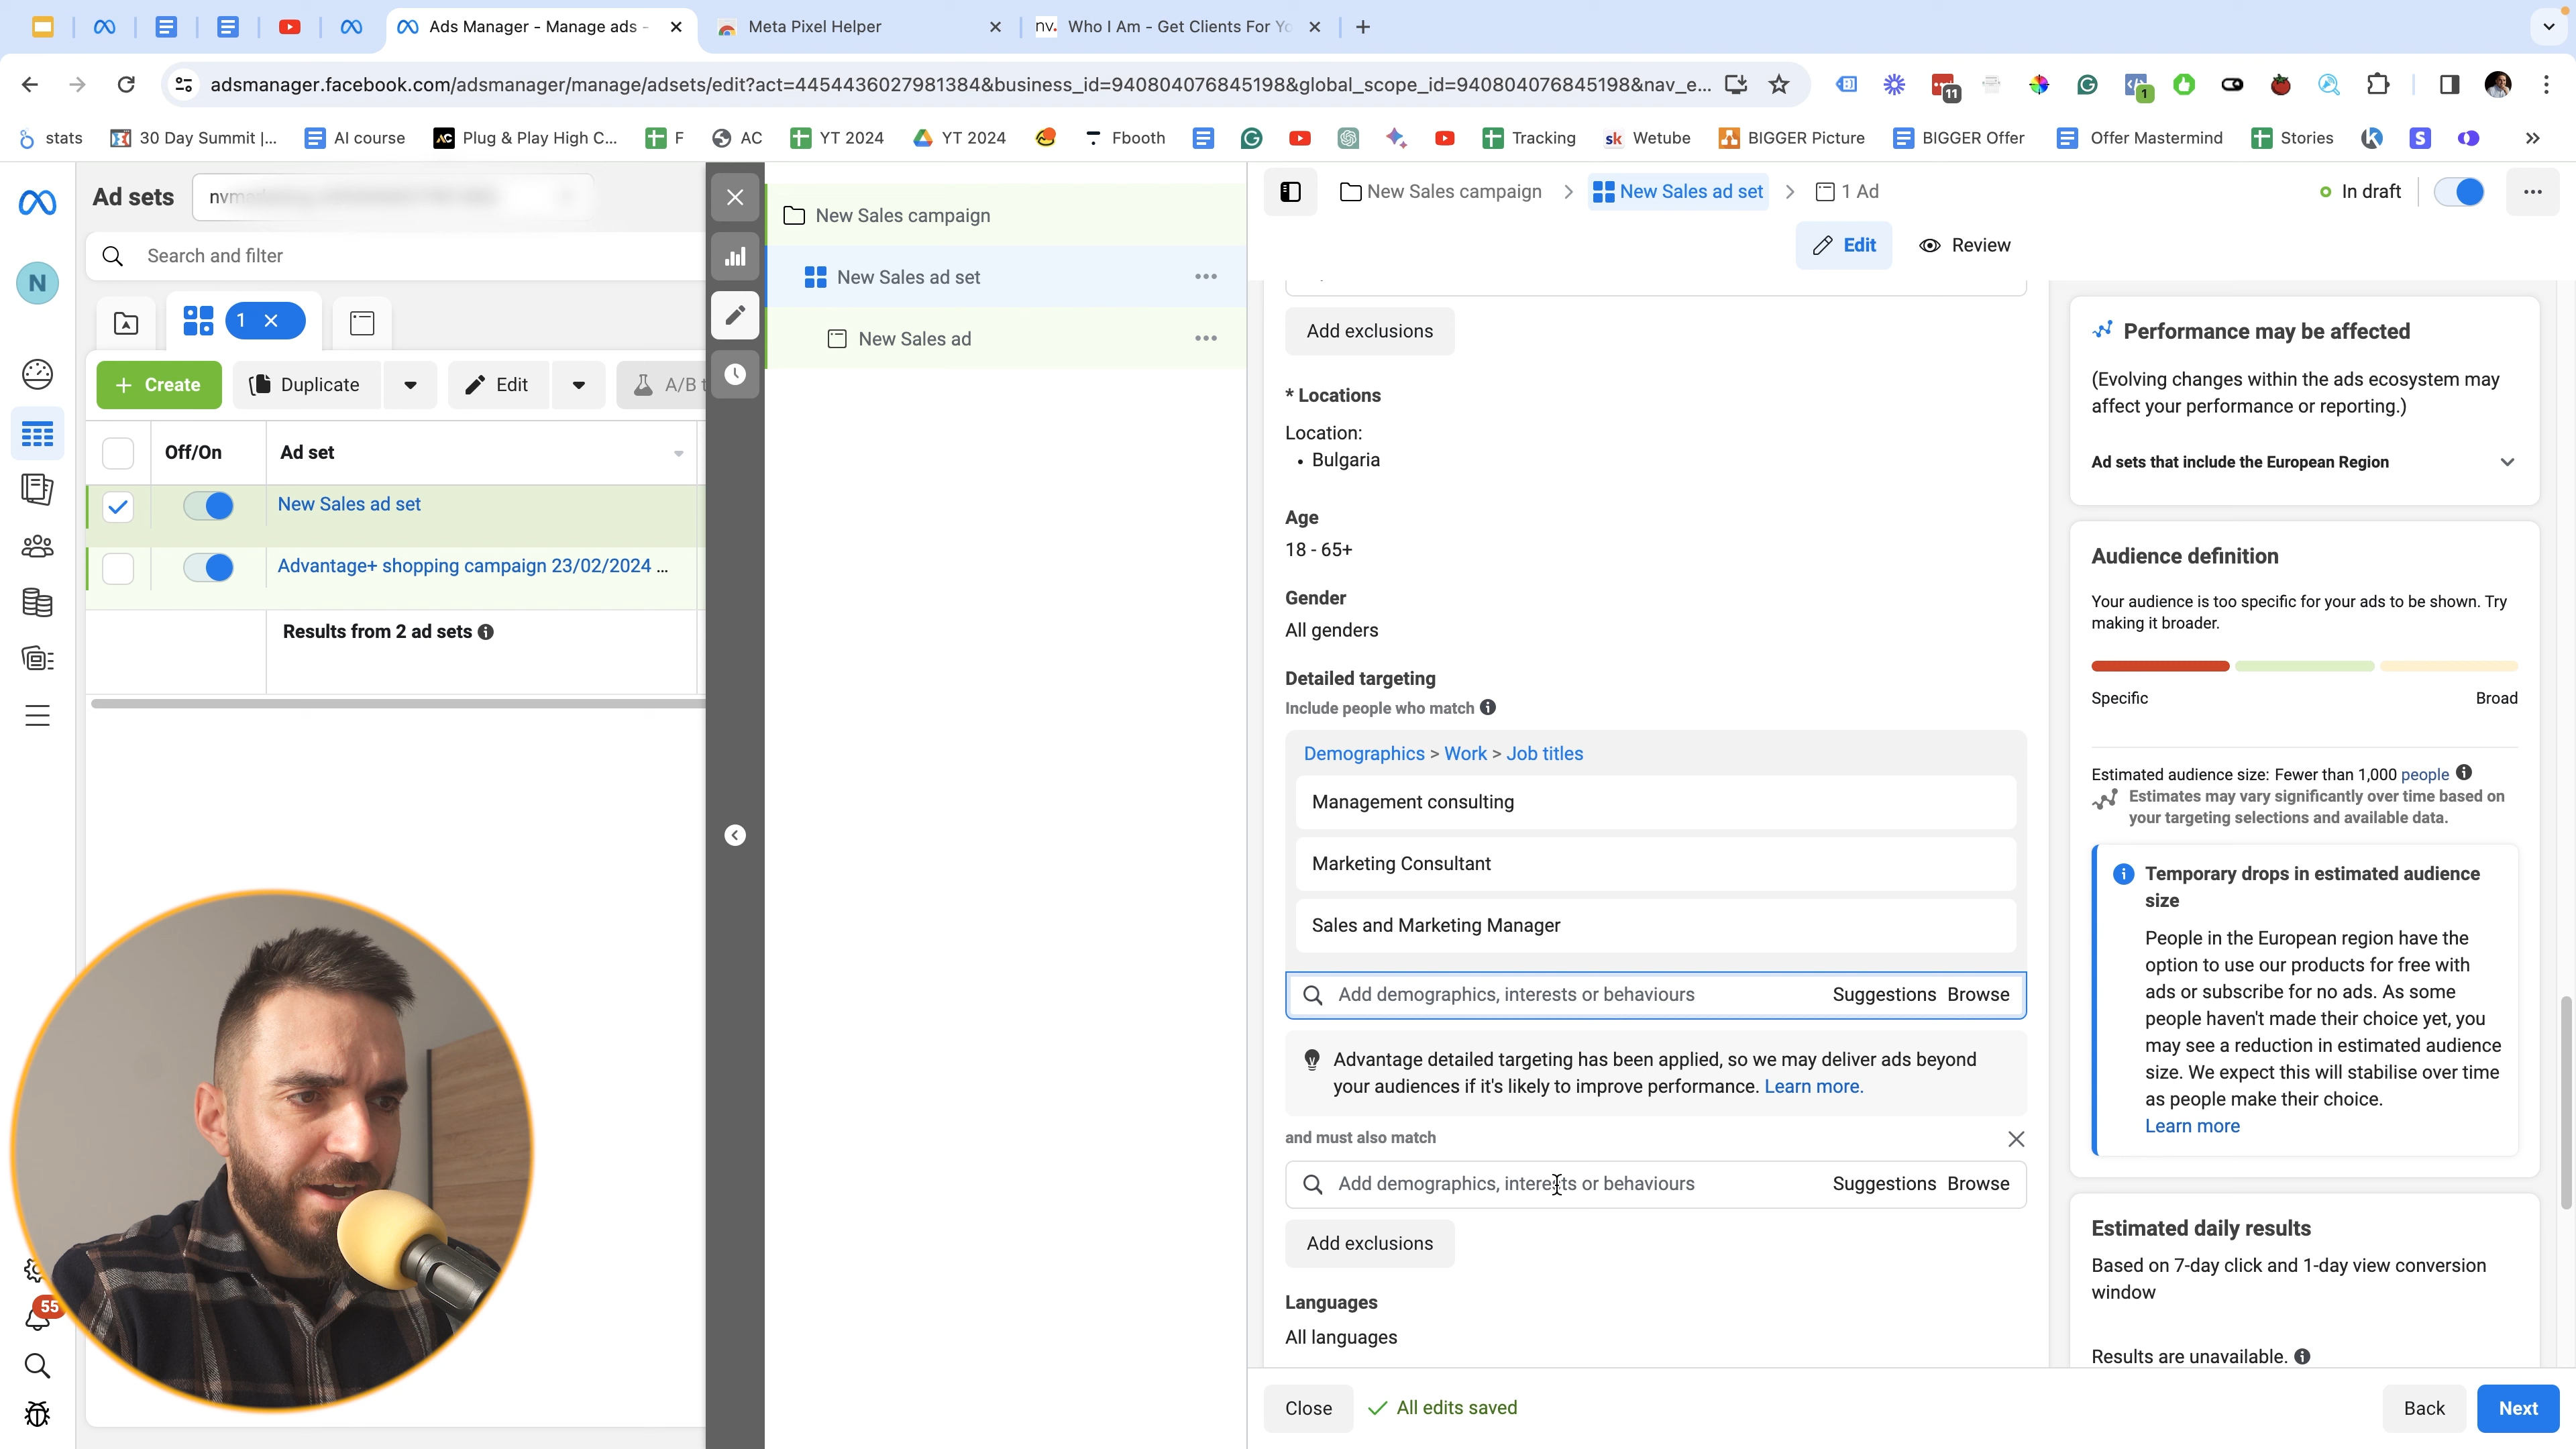 Ads Manager - Manage ads -
Meta Pixel Helper
nv. Who I Am - Get Clients For Yo
adsmanager.facebook.com/adsmanager/manage/adsets/edit?act=4454436027981384&business_id=940804076845198&global_scope_id=940804076845198&nav_e...
11
1
stats
30 Day Summit |...
AI course
AC Plug & Play High C...
F
AC
YT 2024
YT 2024
Fbooth
Tracking
sk Wetube
BIGGER Picture
BIGGER Offer
Offer Mastermind
Stories
Ad sets
Search and filter
N
1
+ Create
Duplicate
Edit
A/B t
Off/On
Ad set
New Sales ad set
Advantage+ shopping campaign 23/02/2024 ...
Results from 2 ad sets
55
New Sales campaign
New Sales ad set
New Sales ad
New Sales campaign
New Sales ad set
1 Ad
In draft
Edit
Review
Add exclusions
* Locations
Location:
• Bulgaria
Age
18 - 65+
Gender
All genders
Detailed targeting
Include people who match
Demographics > Work > Job titles
Management consulting
Marketing Consultant
Sales and Marketing Manager
Add demographics, interests or behaviours Suggestions Browse
Advantage detailed targeting has been applied, so we may deliver ads beyond
your audiences if it's likely to improve performance. Learn more.
and must also match
Add demographics, interests or behaviours Suggestions Browse
Add exclusions
Languages
All languages
Close
All edits saved
Back
Next
Performance may be affected
(Evolving changes within the ads ecosystem may
affect your performance or reporting.)
Ad sets that include the European Region
Audience definition
Your audience is too specific for your ads to be shown. Try
making it broader.
Specific
Broad
Estimated audience size: Fewer than 1,000 people
Estimates may vary significantly over time based on
your targeting selections and available data.
Temporary drops in estimated audience
size
People in the European region have the
option to use our products for free with
ads or subscribe for no ads. As some
people haven't made their choice yet, you
may see a reduction in estimated audience
size. We expect this will stabilise over time
as people make their choice.
Learn more
Estimated daily results
Based on 7-day click and 1-day view conversion
window
Results are unavailable.